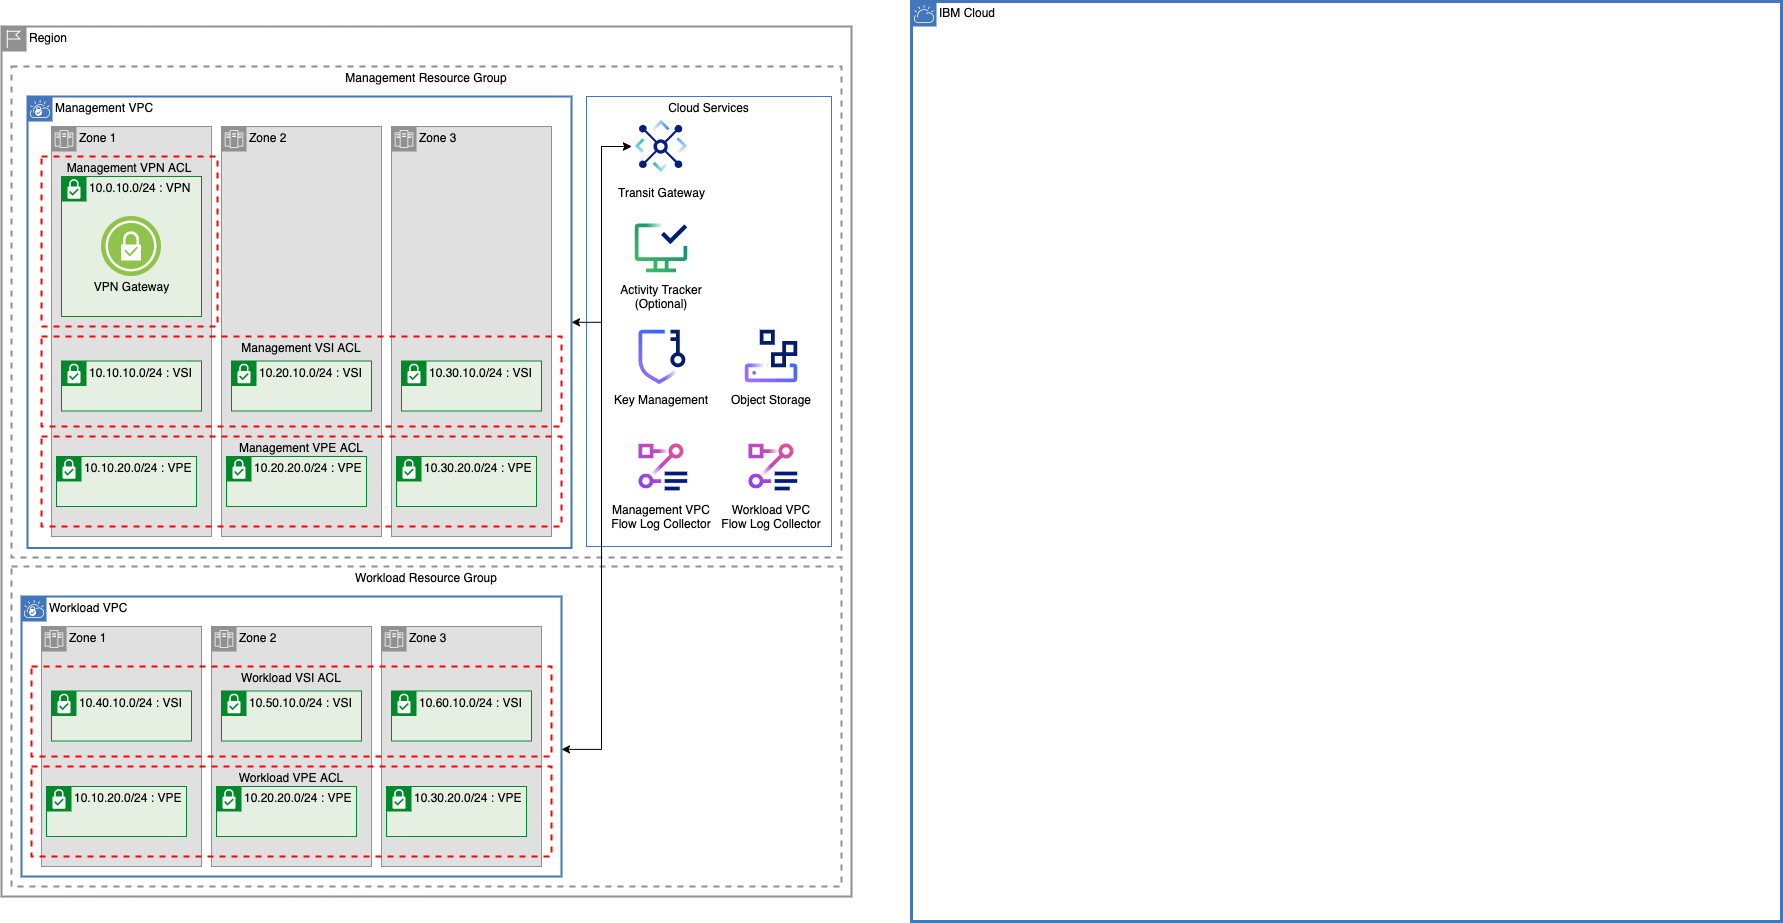 Region
Management Resource Group
Management VPC
Zone 1
Zone 2
Zone 3
Management VPN ACL
10.0.10.0/24 : VPN
VPN Gateway
Management VSI ACL
10.10.10.0/24 : VSI
10.20.10.0/24 : VSI
10.30.10.0/24 : VSI
Management VPE ACL
10.10.20.0/24 : VPE
10.20.20.0/24 : VPE
10.30.20.0/24 : VPE
Cloud Services
Transit Gateway
Activity Tracker
(Optional)
Key Management
Object Storage
Management VPC
Flow Log Collector
Workload VPC
Flow Log Collector
Workload Resource Group
Workload VPC
Zone 1
Zone 2
Zone 3
Workload VSI ACL
10.40.10.0/24 : VSI
10.50.10.0/24 : VSI
10.60.10.0/24 : VSI
Workload VPE ACL
10.10.20.0/24 : VPE
10.20.20.0/24 : VPE
10.30.20.0/24 : VPE
IBM Cloud